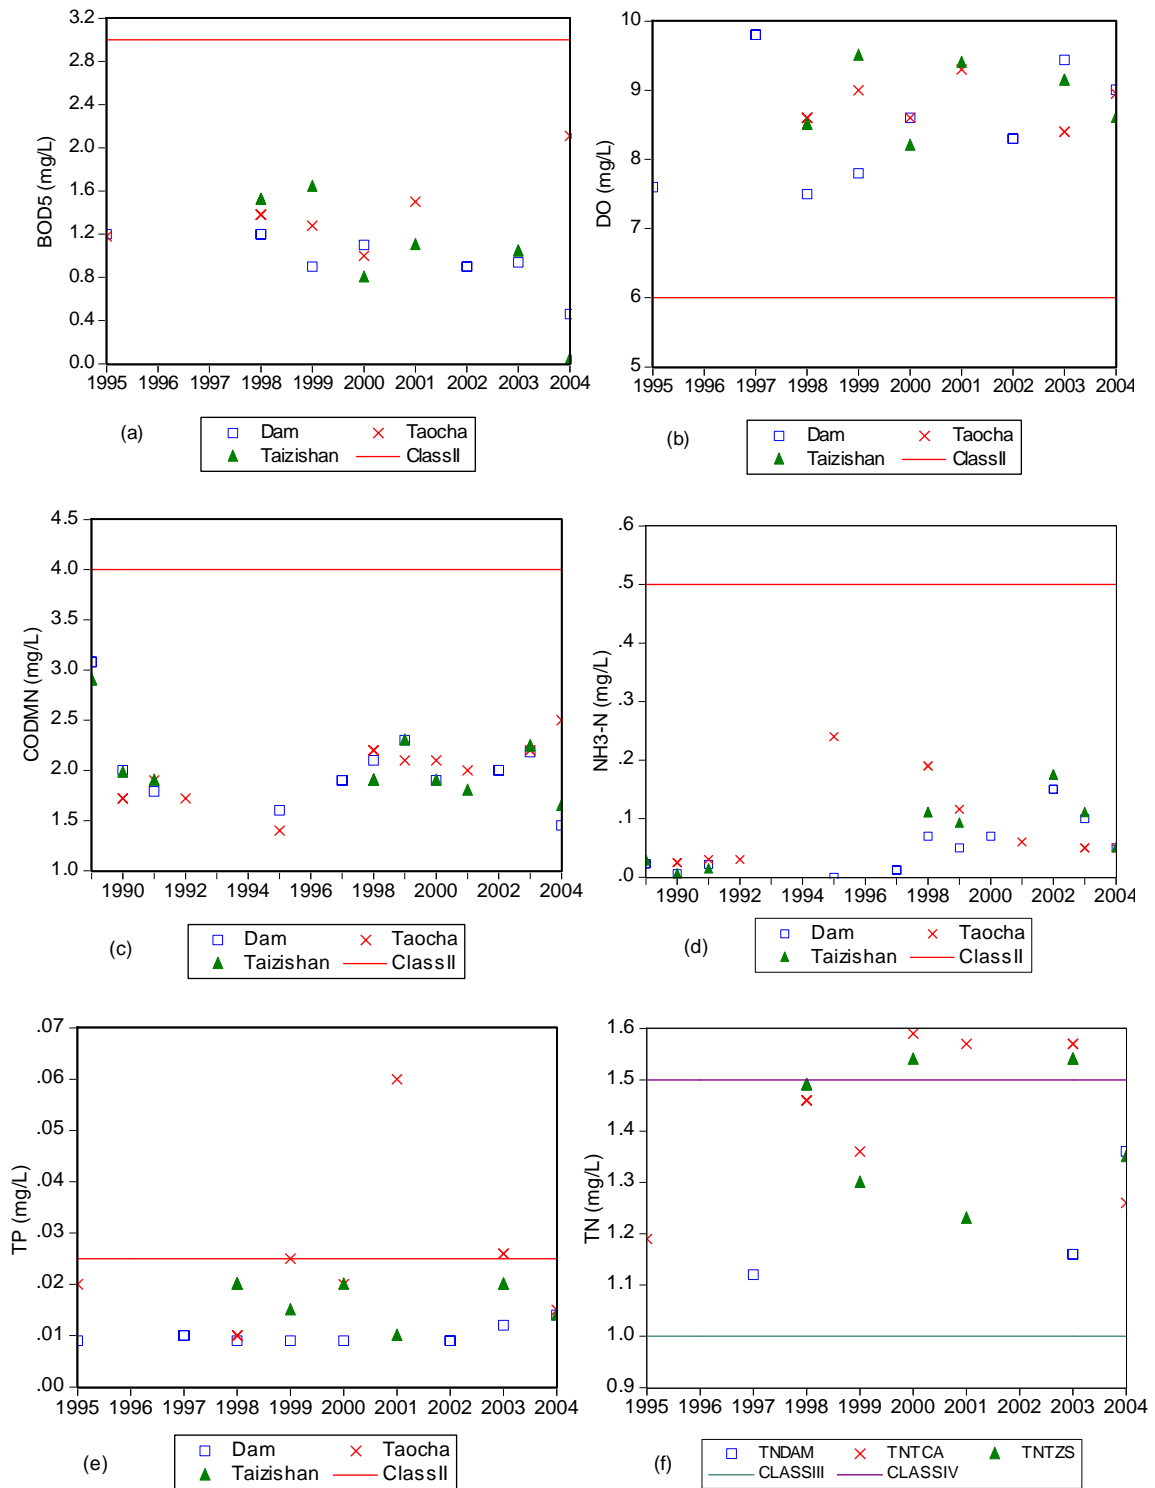 3.2
2.8
2.4
2.0
1.6
1.2
0.8
0.4
0.0
BOD5 (mg/L)
1995 1996 1997 1998 1999 2000 2001 2002 2003 2004
(a)
Dam Taocha
Taizishan ClassII
10
9
8
7
6
5
DO (mg/L)
1995 1996 1997 1998 1999 2000 2001 2002 2003 2004
(b)
Dam Taocha
Taizishan ClassII
4.5
4.0
3.5
3.0
2.5
2.0
1.5
1.0
CODMN (mg/L)
1990 1992 1994 1996 1998 2000 2002 2004
(c)
Dam Taocha
Taizishan ClassII
.6
.5
.4
.3
.2
.1
.0
NH3-N (mg/L)
1990 1992 1994 1996 1998 2000 2002 2004
(d)
Dam Taocha
Taizishan ClassII
.07
.06
.05
.04
.03
.02
.01
.00
TP (mg/L)
1995 1996 1997 1998 1999 2000 2001 2002 2003 2004
(e)
Dam Taocha
Taizishan ClassII
1.6
1.5
1.4
1.3
1.2
1.1
1.0
0.9
TN (mg/L)
1995 1996 1997 1998 1999 2000 2001 2002 2003 2004
(f)
TNDAM TNTCA TNTZS
CLASSIII CLASSIV